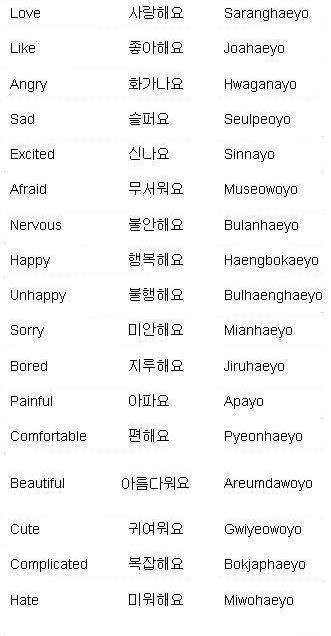 Love 사랑해요 Saranghaeyo
Like 좋아해요 Joahaeyo
Angry 화가나요 Hwaganayo
Sad 슬퍼요 Seulpeoyo
Excited 신나요 Sinnayo
Afraid 무서워요 Museowoyo
Nervous 불안해요 Bulanhaeyo
Happy 행복해요 Haengbokaeyo
Unhappy 불행해요 Bulhaenghaeyo
Sorry 미안해요 Mianhaeyo
Bored 지루해요 Jiruhaeyo
Painful 아파요 Apayo
Comfortable 편해요 Pyeonhaeyo
Beautiful 아름다워요 Areumdawoyo
Cute 귀여워요 Gwiyeowoyo
Complicated 복잡해요 Bokjaphaeyo
Hate 미워해요 Miwohaeyo